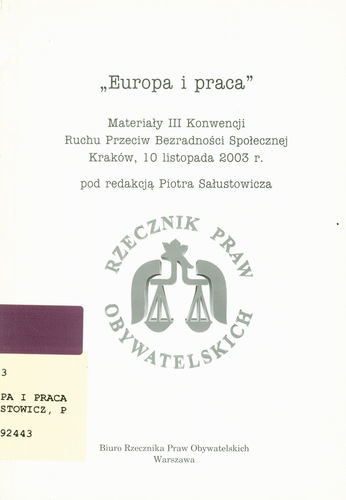 „Europa i praca”
Materiały III Konwencji
Ruchu Przeciw Bezradności Społecznej
Kraków, 10 listopada 2003 r.
pod redakcją Piotra Sałustowicza
RZECZNIK PRAW
OBYWATELSKICH
3
PA I PRACA
STOWICZ, P
92443
Biuro Rzecznika Praw Obywatelskich
Warszawa